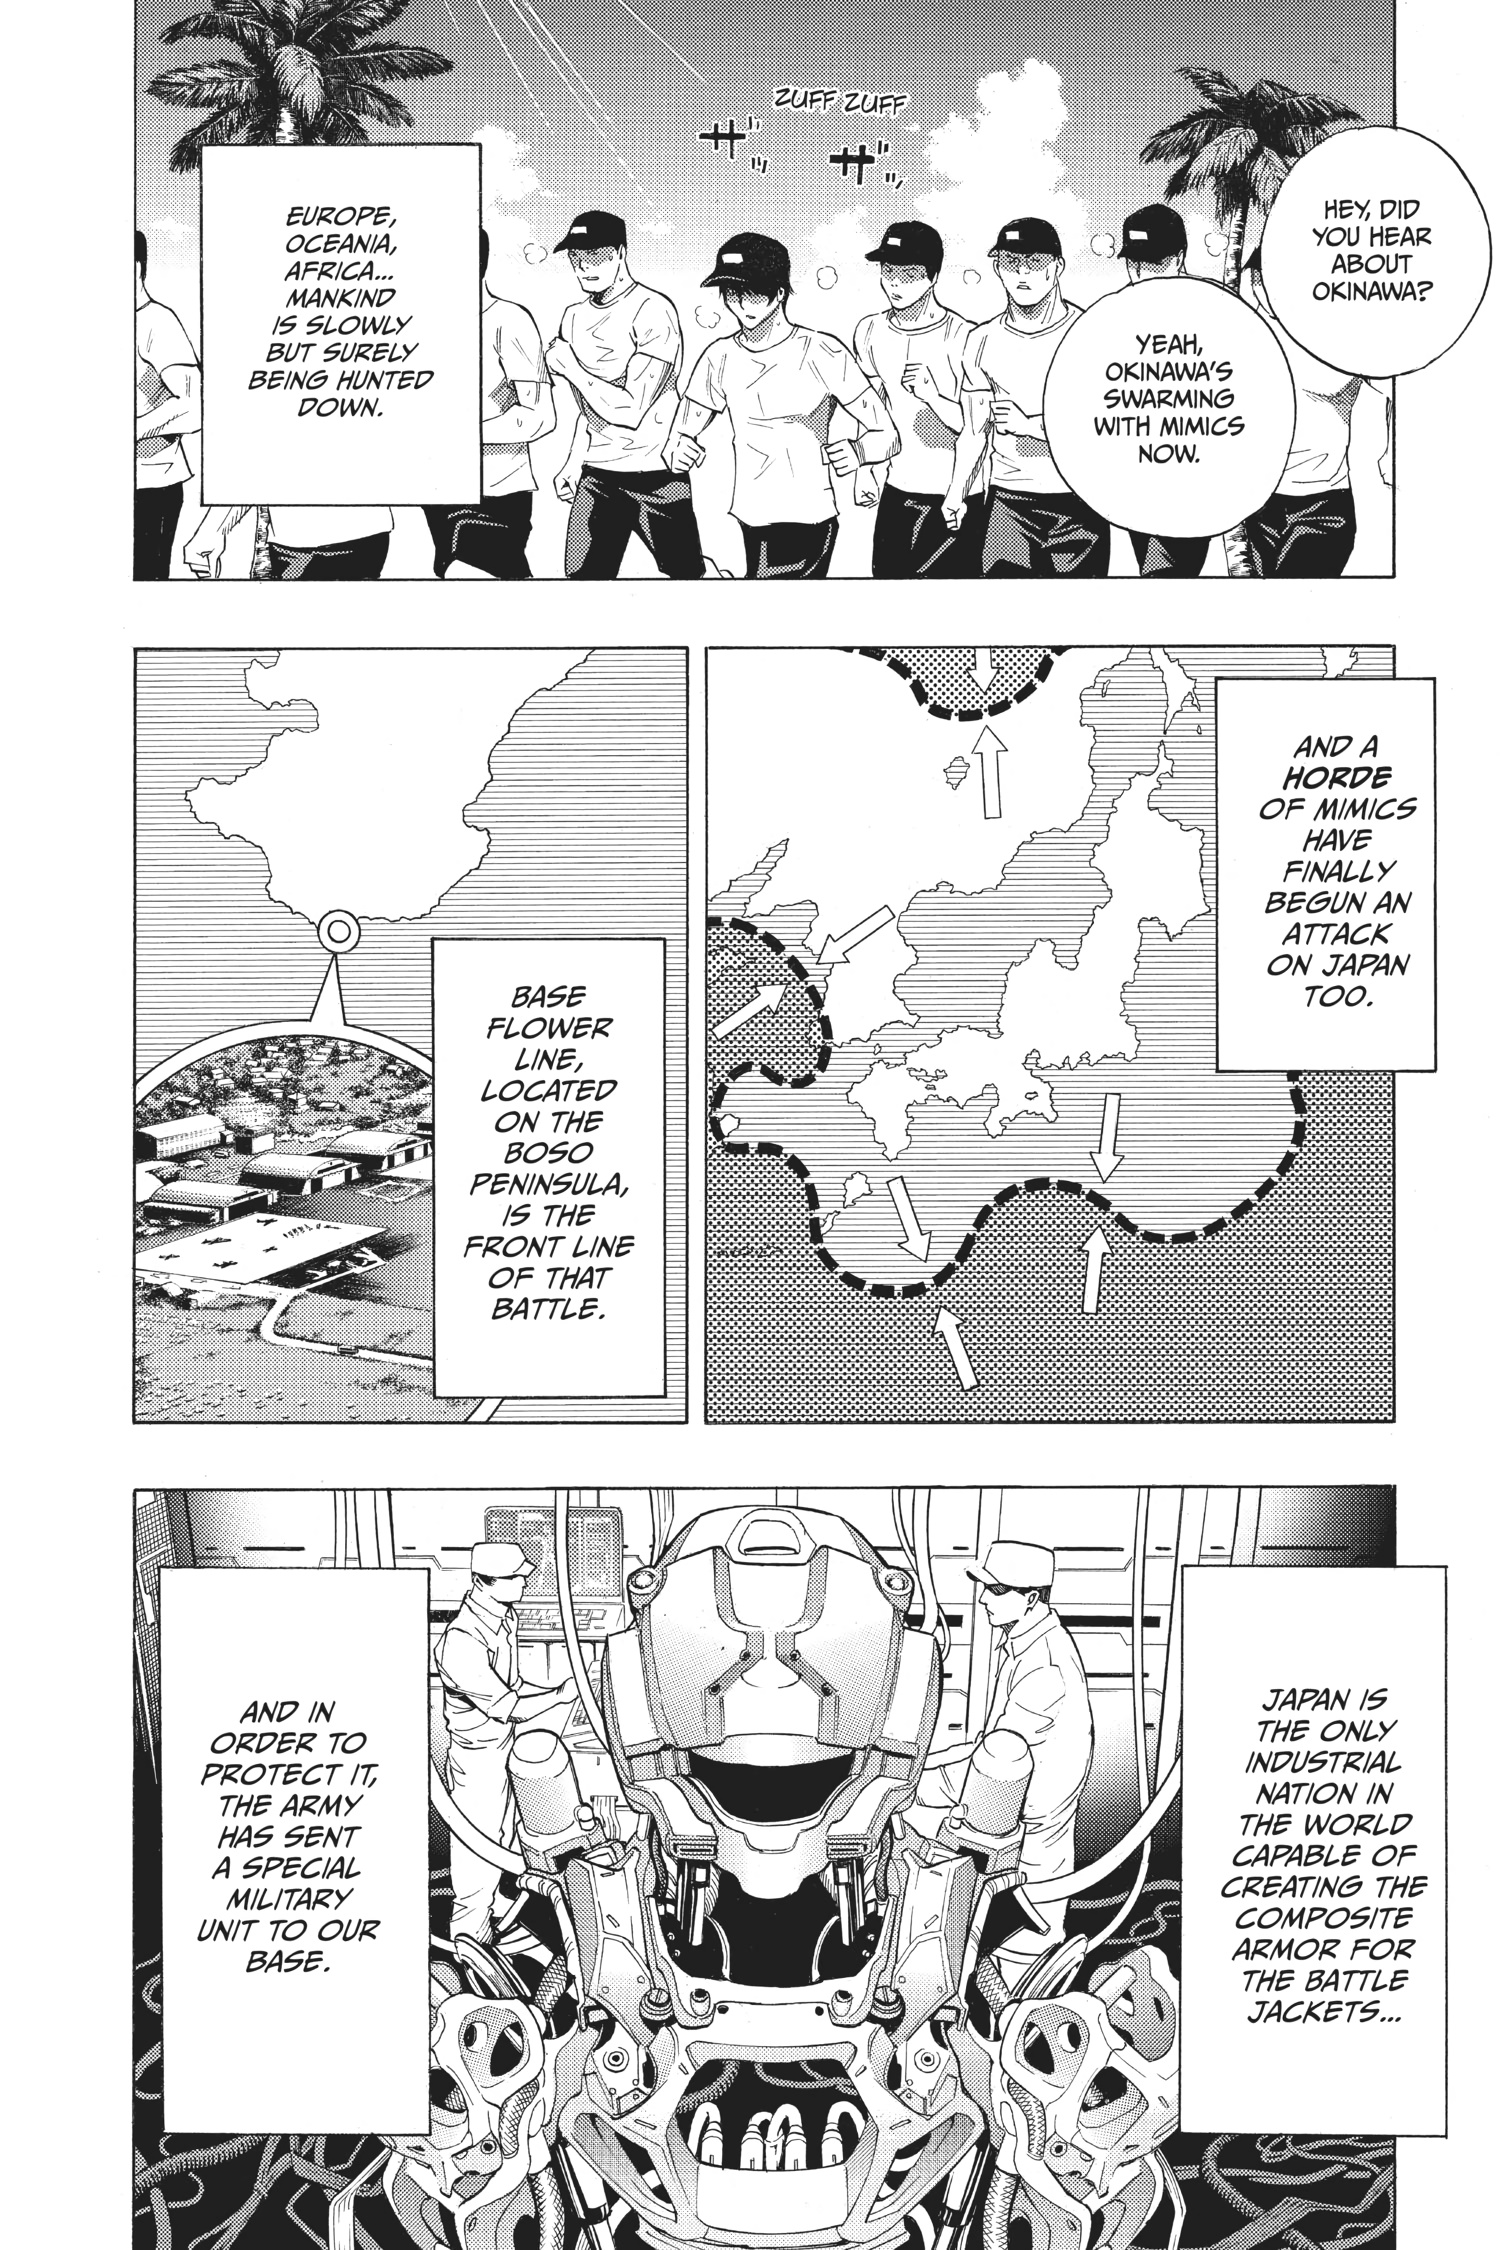 ZUFF ZUFF
HEY, DID
YOU HEAR
ABOUT
OKINAWA?
YEAH,
OKINAWA'S
SWARMING
WITH MIMICS
NOW.
EUROPE,
OCEANIA,
AFRICA...
MANKIND
IS SLOWLY
BUT SURELY
BEING HUNTED
DOWN.
AND A
HORDE
OF MIMICS
HAVE
FINALLY
BEGUN AN
ATTACK
ON JAPAN
TOO.
BASE
FLOWER
LINE,
LOCATED
ON THE
BOSO
PENINSULA,
IS THE
FRONT LINE
OF THAT
BATTLE.
JAPAN IS
THE ONLY
INDUSTRIAL
NATION IN
THE WORLD
CAPABLE OF
CREATING THE
COMPOSITE
ARMOR FOR
THE BATTLE
JACKETS...
AND IN
ORDER TO
PROTECT IT,
THE ARMY
HAS SENT
A SPECIAL
MILITARY
UNIT TO OUR
BASE.